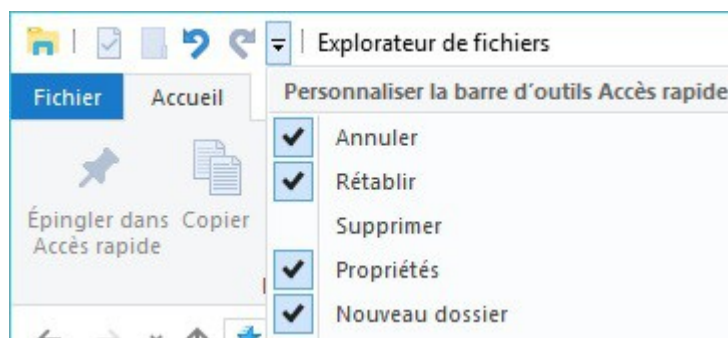 Explorateur de fichiers
Fichier Accueil
Personnaliser la barre d'outils Accès rapide
Annuler
Rétablir
Supprimer
Propriétés
Nouveau dossier
Épingler dans
Accès rapide
Copier